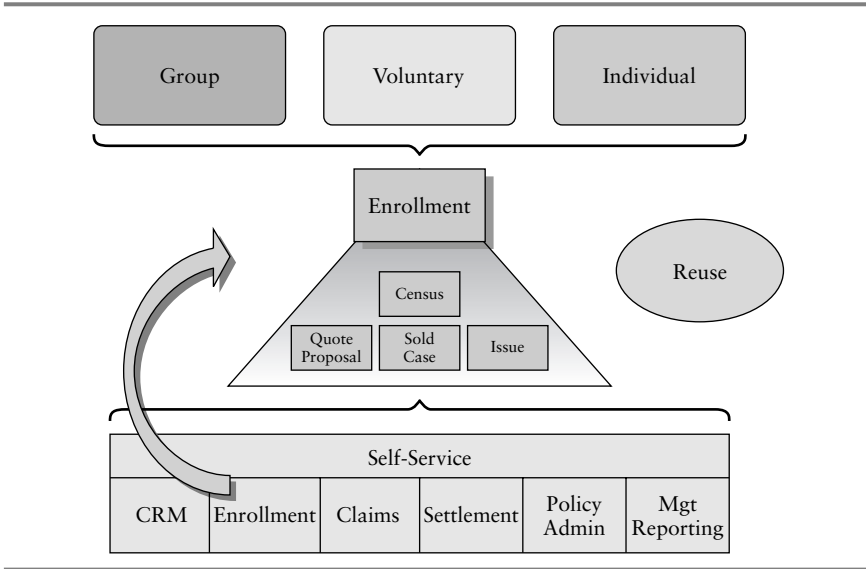 Group
Voluntary
Individual
Enrollment
Reuse
Census
Quote
Proposal
Sold
Case
Issue
Self-Service
CRM
Enrollment
Claims
Settlement
Policy
Admin
Mgt
Reporting